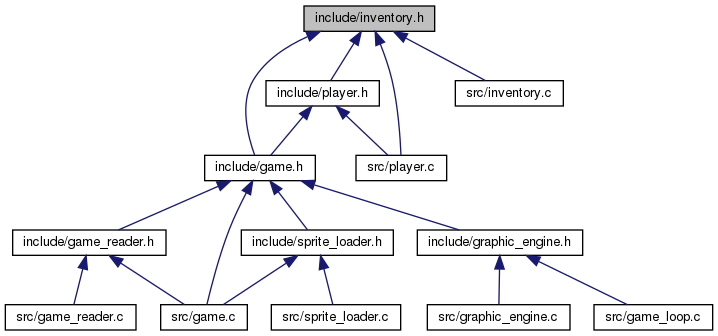 include/inventory.h
include/player.h
src/inventory.c
include/game.h
src/player.c
include/game_reader.h
include/sprite_loader.h
include/graphic_engine.h
src/game_reader.c
src/game.c
src/sprite_loader.c
src/graphic_engine.c
src/game_loop.c